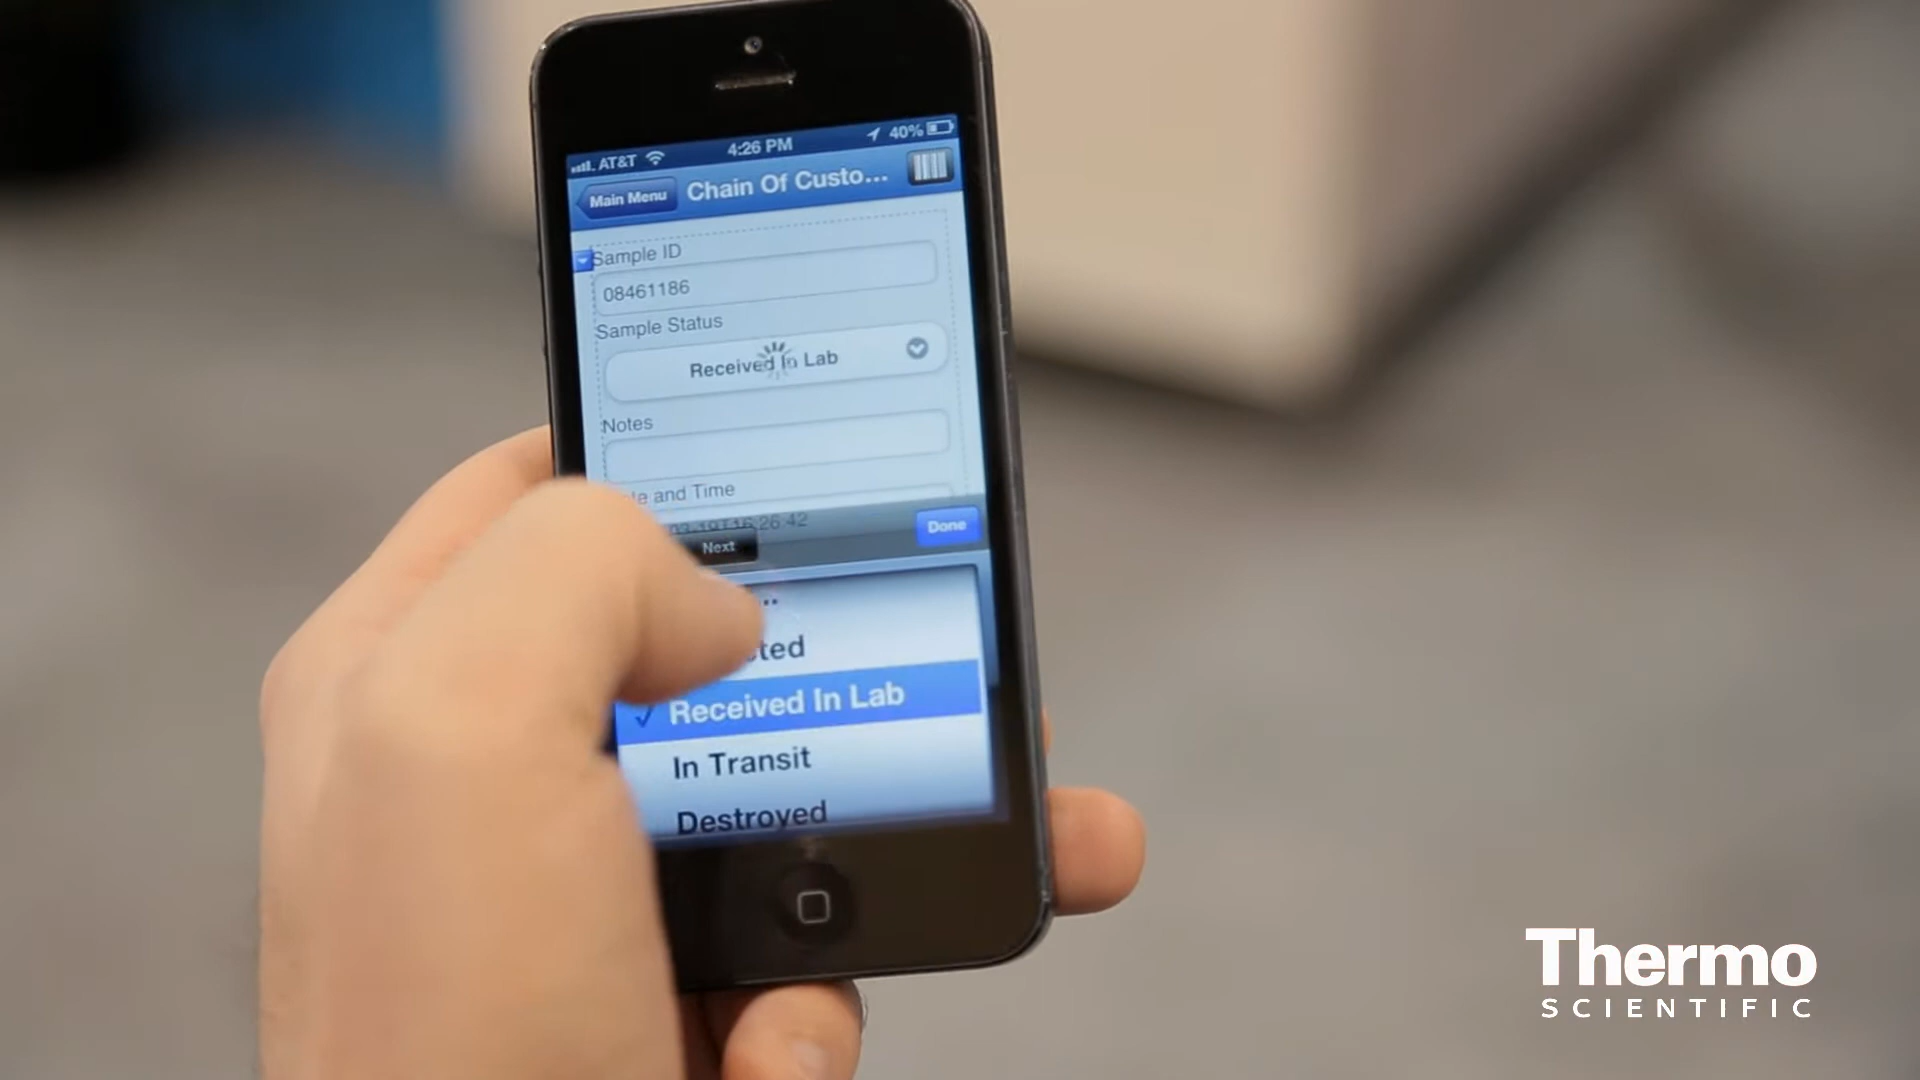 AT&T 4:26 PM 40%
Main Menu Chain Of Custo...
Sample ID
08461186
Sample Status
Received In Lab
Notes
and Time
Next Done
Received In Lab
In Transit
Destroyed
Thermo
SCIENTIFIC